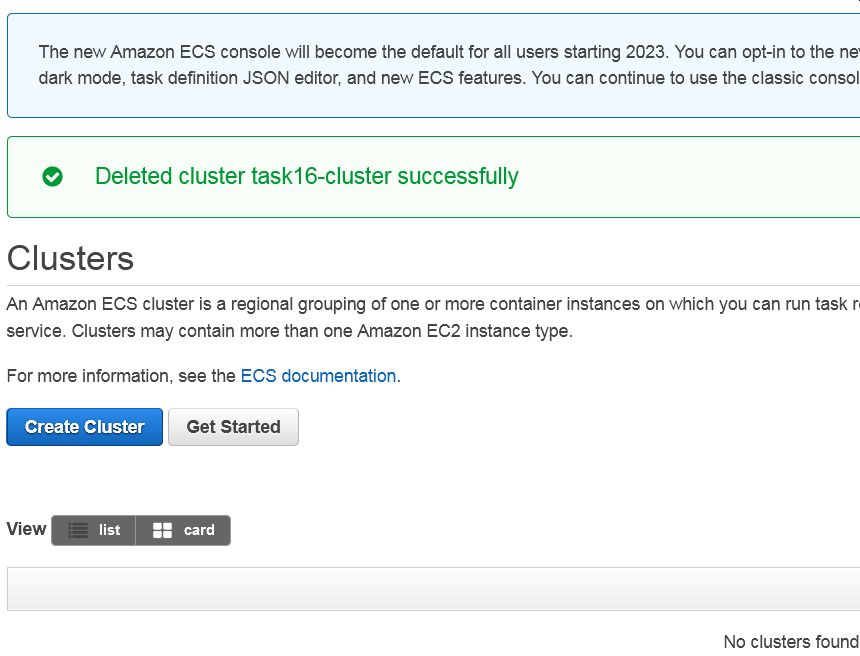 The new Amazon ECS console will become the default for all users starting 2023. You can opt-in to the
dark mode, task definition JSON editor, and new ECS features. You can continue to use the classic
Deleted cluster task16-cluster successfully
Clusters
An Amazon ECS cluster is a regional grouping of one or more container instances on which you can run task
service. Clusters may contain more than one Amazon EC2 instance type.
For more information, see the ECS documentation.
Create Cluster Get Started
View list card
No clusters found